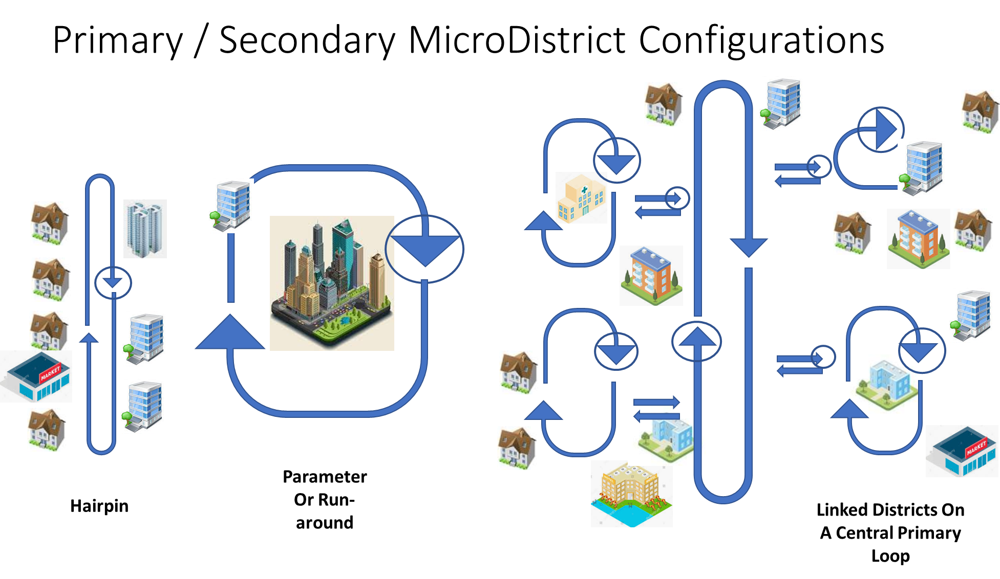 Primary / Secondary MicroDistrict Configurations
MARKET
Hairpin
Parameter
Or Run-
around
MARKET
Linked Districts On
A Central Primary
Loop